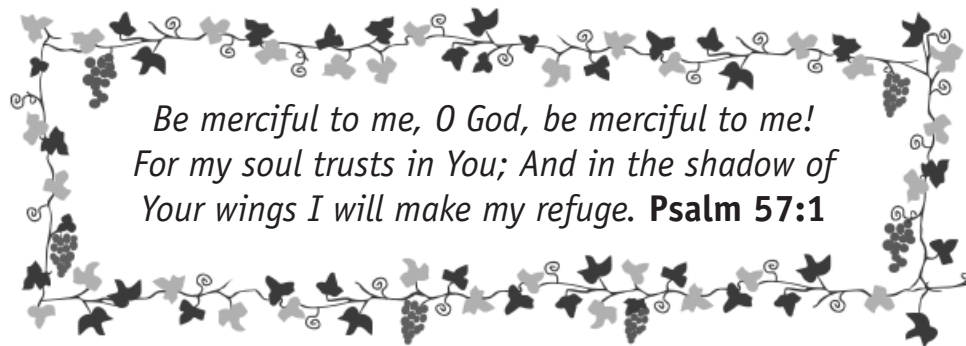 Be merciful to me, O God, be merciful to me!
For my soul trusts in You; And in the shadow of
Your wings I will make my refuge. Psalm 57:1